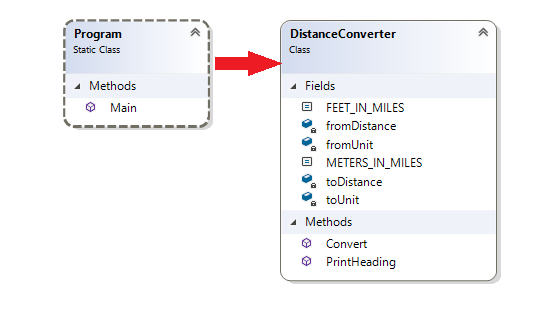 Program
Static Class
Methods
Main
DistanceConverter
Class
Fields
FEET_IN_MILES
fromDistance
fromUnit
METERS_IN_MILES
toDistance
toUnit
Methods
Convert
PrintHeading